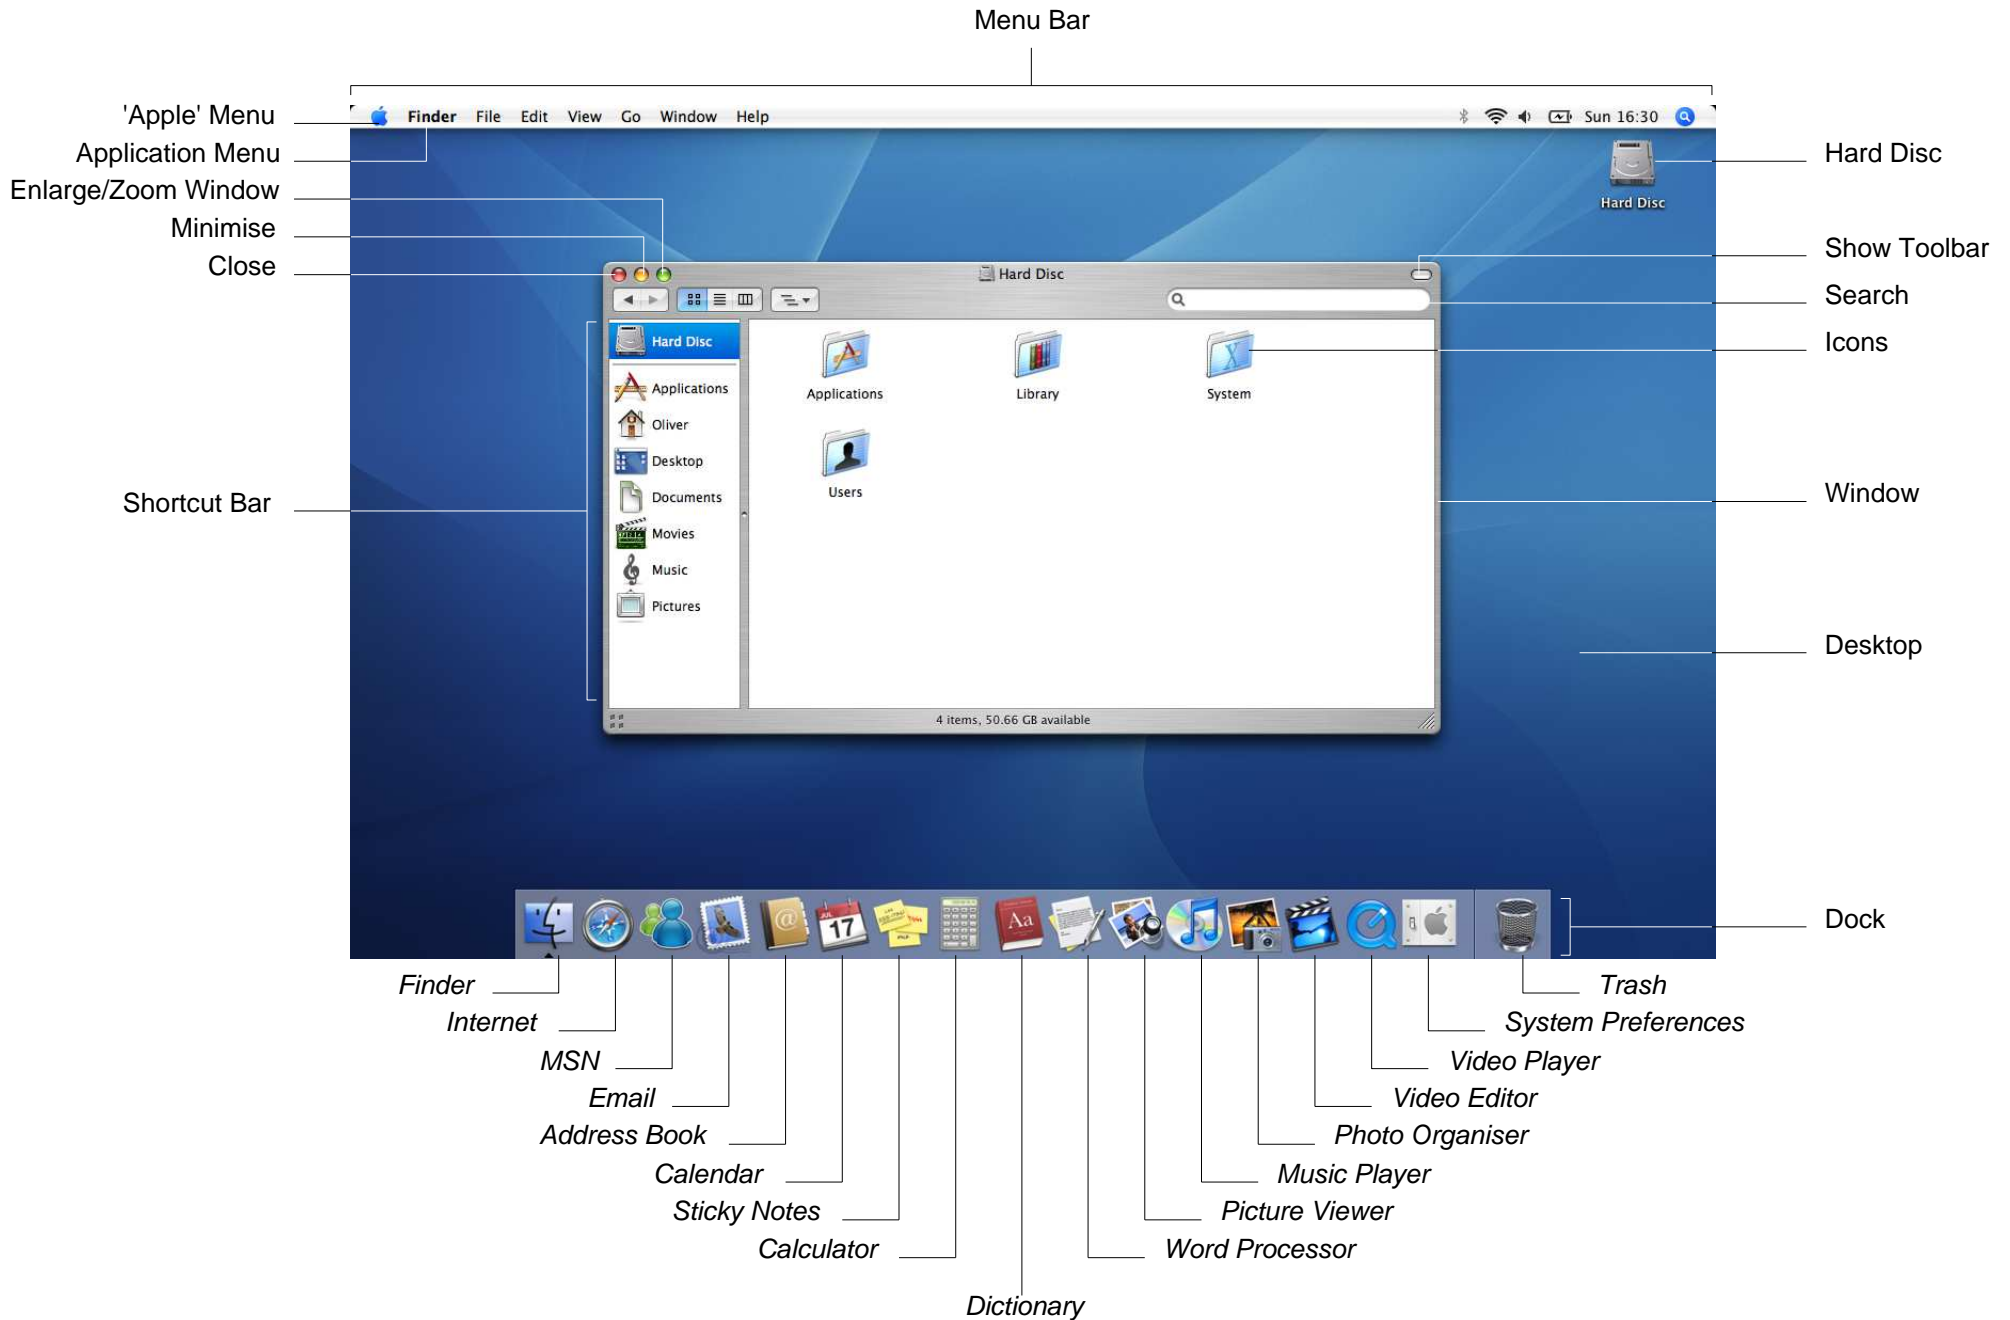 Menu Bar
'Apple' Menu
Application Menu
Enlarge/Zoom Window
Minimise
Close
Shortcut Bar
Finder File Edit View Go Window Help
Sun 16:30
Hard Disc
Hard Disc
Hard Disc
Applications
Oliver
Desktop
Documents
Movies
Music
Pictures
Applications
Library
System
Users
4 items, 50.66 GB available
Hard Disc
Show Toolbar
Search
Icons
Window
Desktop
Dock
JUL
17
Aa
Finder
Internet
MSN
Email
Address Book
Calendar
Sticky Notes
Calculator
Dictionary
Trash
System Preferences
Video Player
Video Editor
Photo Organiser
Music Player
Picture Viewer
Word Processor